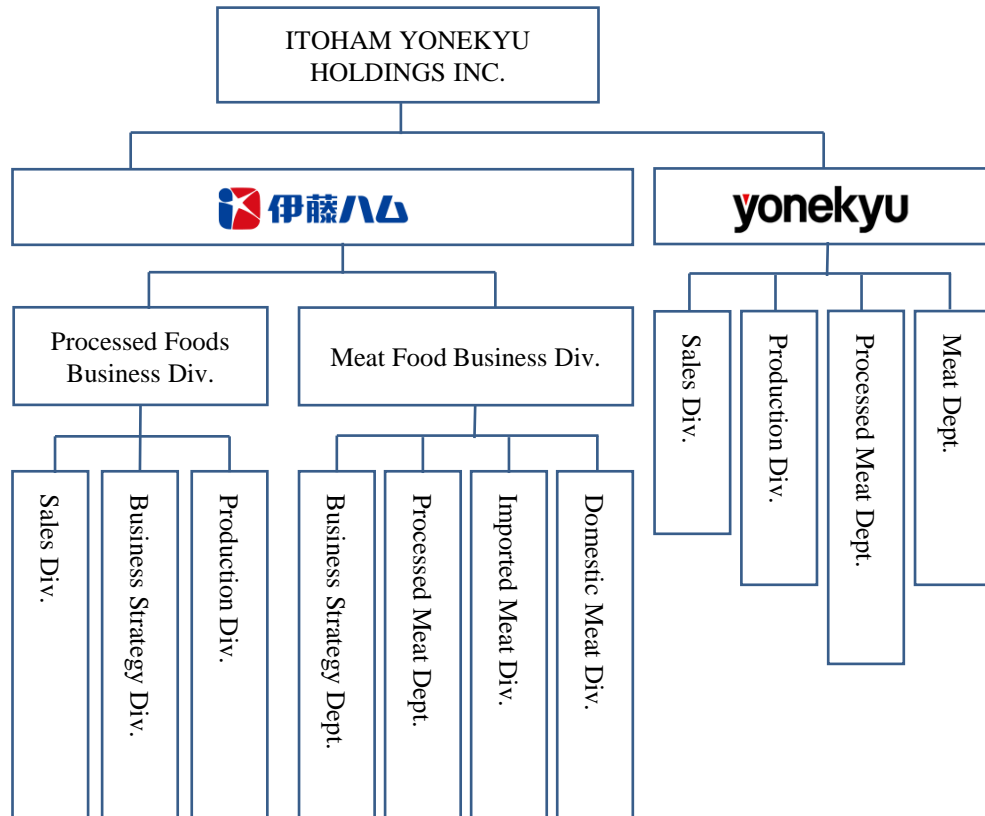 ITOHAM YONEKYU
HOLDINGS INC.
伊藤ハム
yonekyu
Processed Foods
Business Div.
Meat Food Business Div.
Sales Div.
Production Div.
Processed Meat Dept.
Meat Dept.
Sales Div.
Business Strategy Div.
Production Div.
Business Strategy Dept.
Processed Meat Dept.
Imported Meat Div.
Domestic Meat Div.